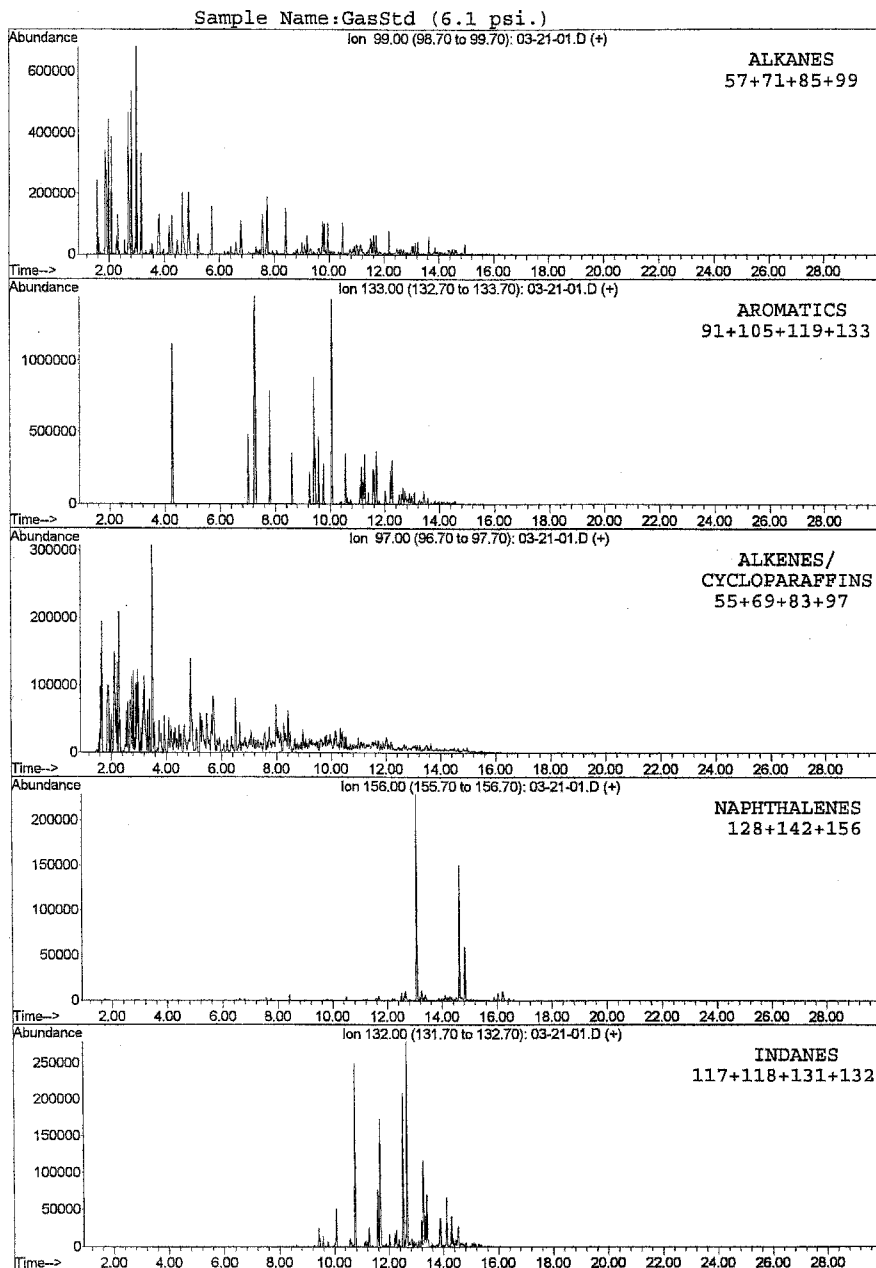 Sample Name:GasStd (6.1 psi.)
Abundance
Ion 99.00 (98.70 to 99.70): 03-21-01.D (+)
ALKANES
57+71+85+99
600000
400000
200000
0
Time-->
2.00 4.00 6.00 8.00 10.00 12.00 14.00 16.00 18.00 20.00 22.00 24.00 26.00 28.00
Abundance
Ion 133.00 (132.70 to 133.70): 03-21-01.D (+)
AROMATICS
91+105+119+133
1000000
500000
0
Time-->
2.00 4.00 6.00 8.00 10.00 12.00 14.00 16.00 18.00 20.00 22.00 24.00 26.00 28.00
Abundance
Ion 97.00 (96.70 to 97.70): 03-21-01.D (+)
ALKENES/
CYCLOPARAFFINS
55+69+83+97
300000
200000
100000
0
Time-->
2.00 4.00 6.00 8.00 10.00 12.00 14.00 16.00 18.00 20.00 22.00 24.00 26.00 28.00
Abundance
Ion 156.00 (155.70 to 156.70): 03-21-01.D (+)
NAPHTHALENES
128+142+156
200000
150000
100000
50000
0
Time-->
2.00 4.00 6.00 8.00 10.00 12.00 14.00 16.00 18.00 20.00 22.00 24.00 26.00 28.00
Abundance
Ion 132.00 (131.70 to 132.70): 03-21-01.D (+)
INDANES
117+118+131+132
250000
200000
150000
100000
50000
0
Time-->
2.00 4.00 6.00 8.00 10.00 12.00 14.00 16.00 18.00 20.00 22.00 24.00 26.00 28.00